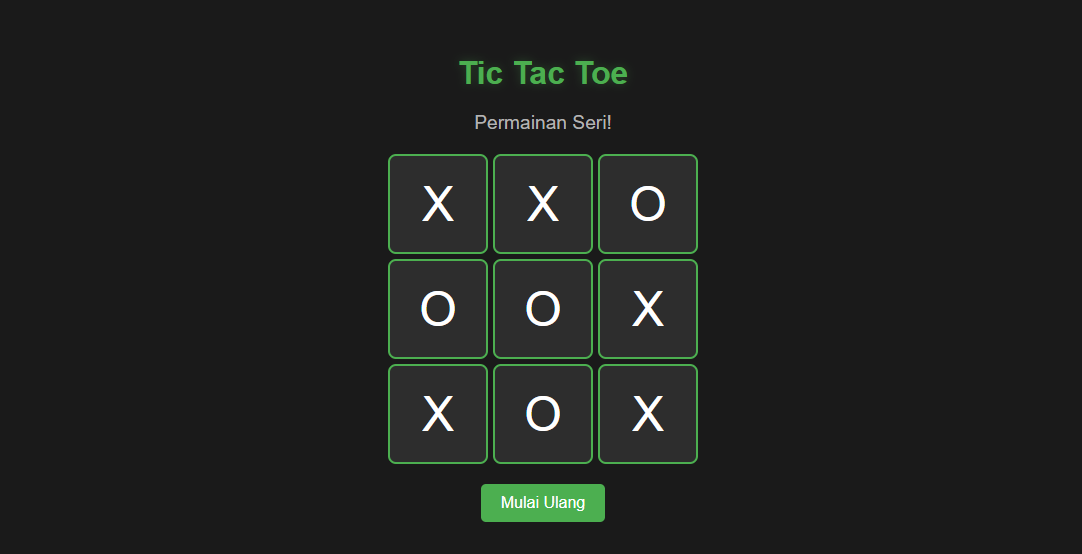 Tic Tac Toe
Permainan Seri!
X X O
O O X
X O X
Mulai Ulang